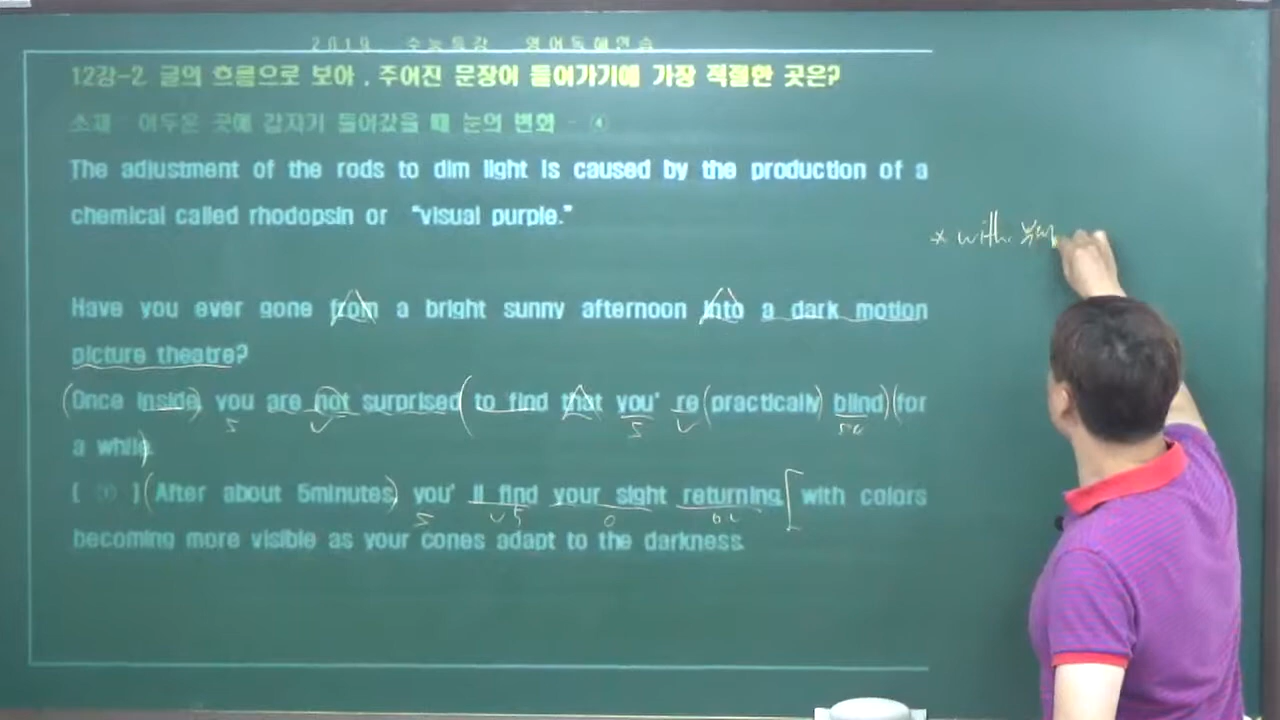 2019 수능특강 영어독해연습
12강-2 글의 흐름으로 보아 , 주어진 문장이 들어가기에 가장 적절한 곳은?
소재 : 어두운 곳에 갑자기 들어갔을 때 눈의 변화 - ④
The adjustment of the rods to dim light is caused by the production of a
chemical called rhodopsin or “visual purple.”
* with
Have you ever gone from a bright sunny afternoon into a dark motion
picture theatre?
(Once inside) you are not surprised (to find that you' re (practically) blind) (for
s v s v sc
a while)
[ ① ] (After about 5minutes) you' ll find your sight returning [with colors
s v5 o oc
becoming more visible as your cones adapt to the darkness.